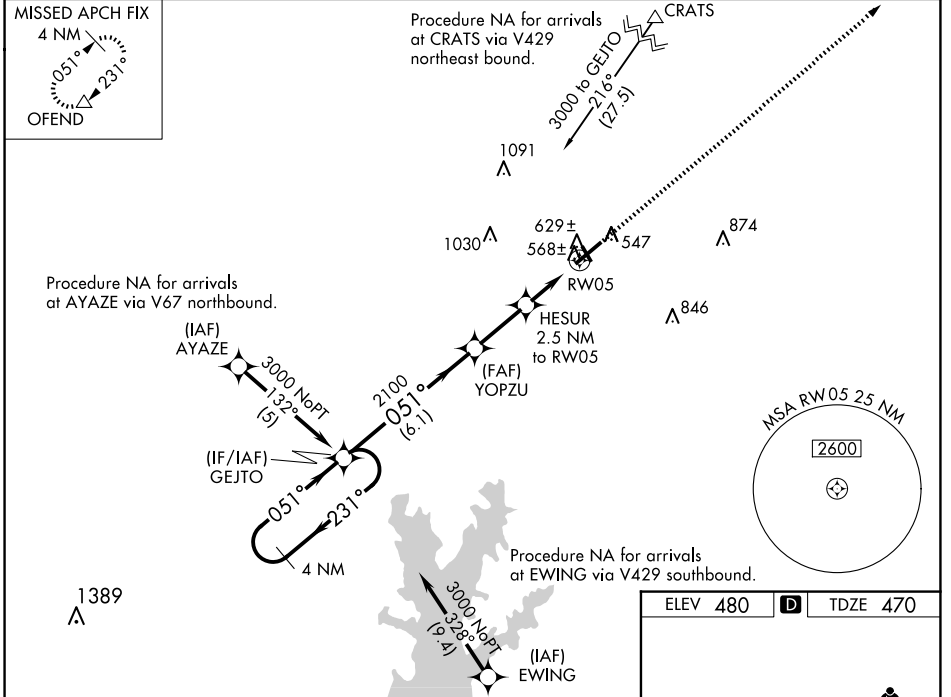 MISSED APCH FIX
4 NM
051°
231°
OFEND
Procedure NA for arrivals
at CRATS via V429
northeast bound.
CRATS
3000 to GEJTO
216°
(27.5)
1091
1030
629±
568±
547
874
RW05
846
HESUR
2.5 NM
to RW05
Procedure NA for arrivals
at AYAZE via V67 northbound.
(IAF)
AYAZE
3000 NoPT
132°
(5)
(FAF)
YOPZU
2100
051°
(6.1)
(IF/IAF)
GEJTO
051°
231°
4 NM
MSA RW05 25 NM
2600
1389
Procedure NA for arrivals
at EWING via V429 southbound.
3000 NoPT
328°
(9.4)
(IAF)
EWING
ELEV 480 D TDZE 470